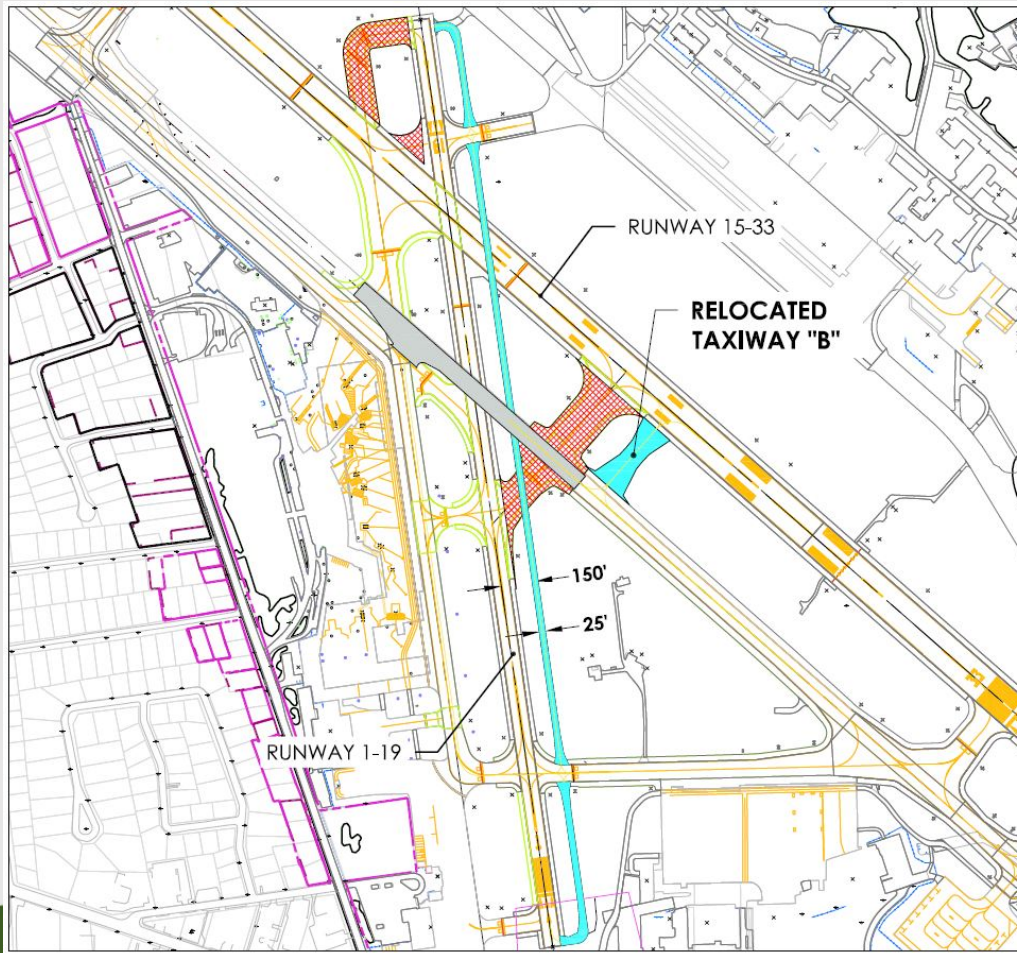 RUNWAY 15-33
RELOCATED
TAXIWAY "B"
150'
25'
RUNWAY 1-19